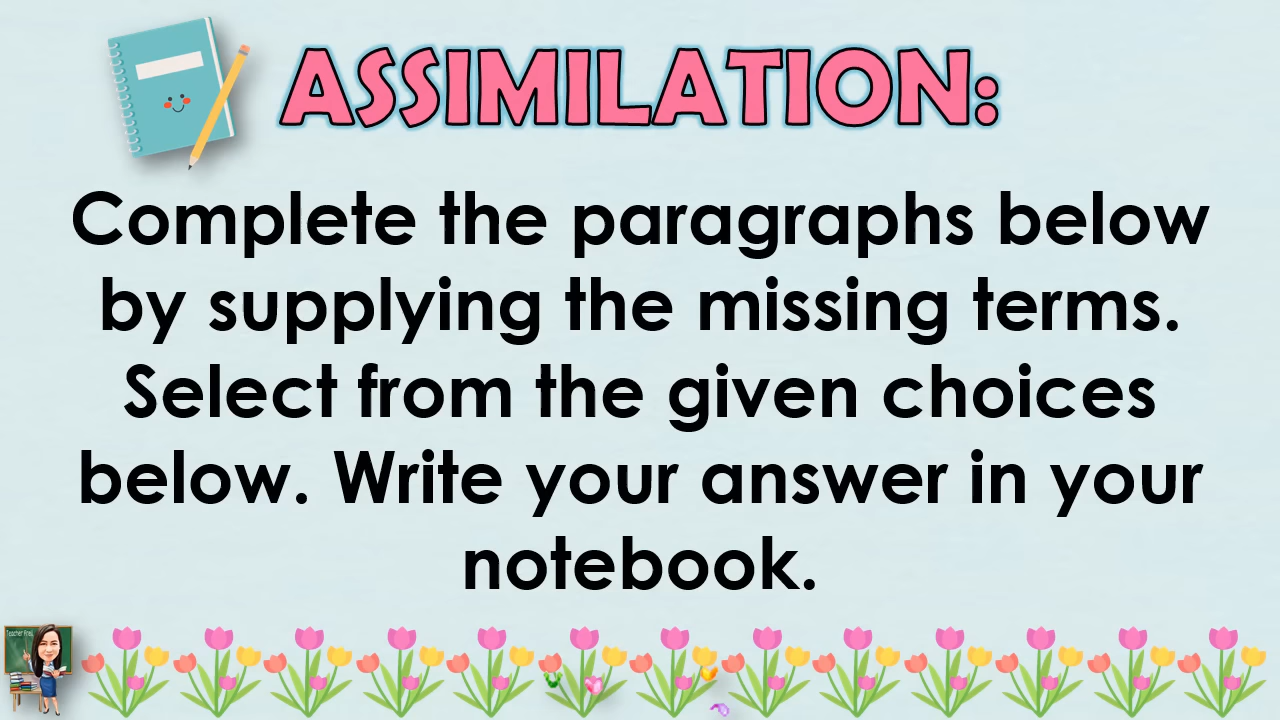 ASSIMILATION:
Complete the paragraphs below
by supplying the missing terms.
Select from the given choices
below. Write your answer in your
notebook.